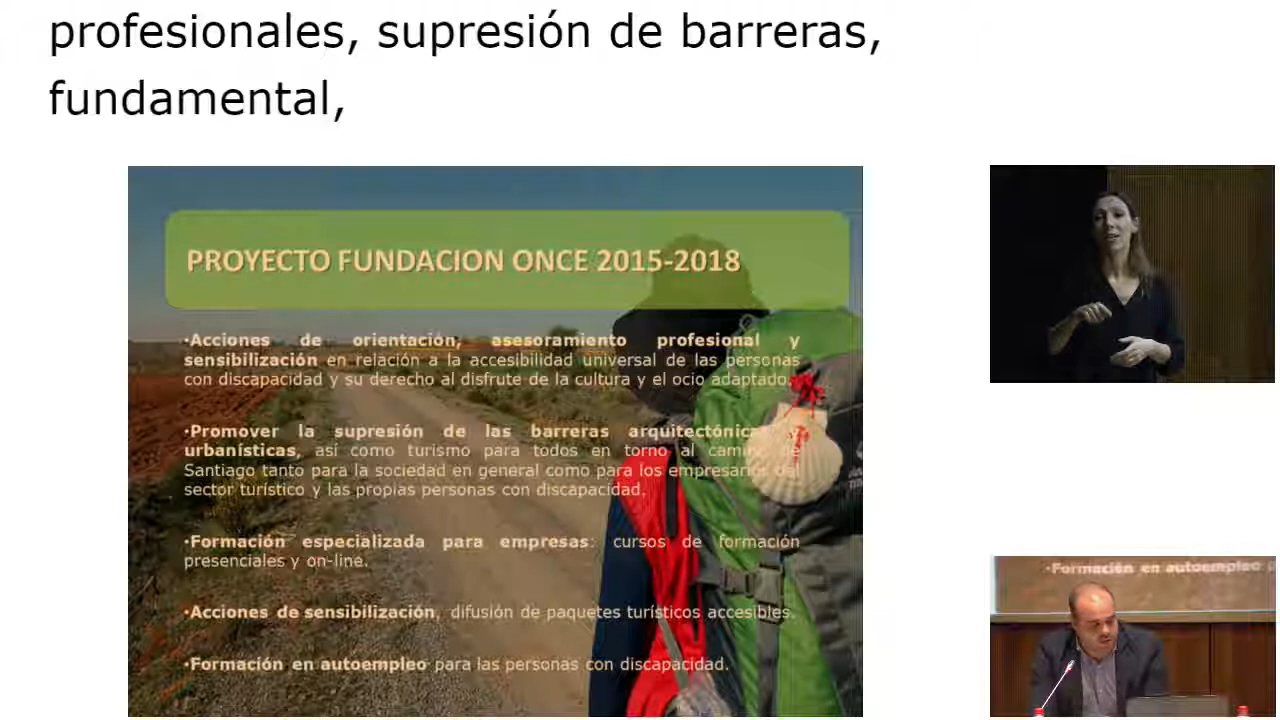 profesionales, supresión de barreras,
fundamental,
PROYECTO FUNDACION ONCE 2015-2018
•Acciones de orientación, asesoramiento profesional y
sensibilización en relación a la accesibilidad universal de las personas
con discapacidad y su derecho al disfrute de la cultura y el ocio adaptado.
•Promover la supresión de las barreras arquitectónicas y
urbanísticas, así como turismo para todos en torno al camino de
Santiago tanto para la sociedad en general como para los empresarios del
sector turístico y las propias personas con discapacidad.
•Formación especializada para empresas: cursos de formación
presenciales y on-line.
•Acciones de sensibilización, difusión de paquetes turísticos accesibles.
•Formación en autoempleo para las personas con discapacidad.
•Formación en autoempleo p